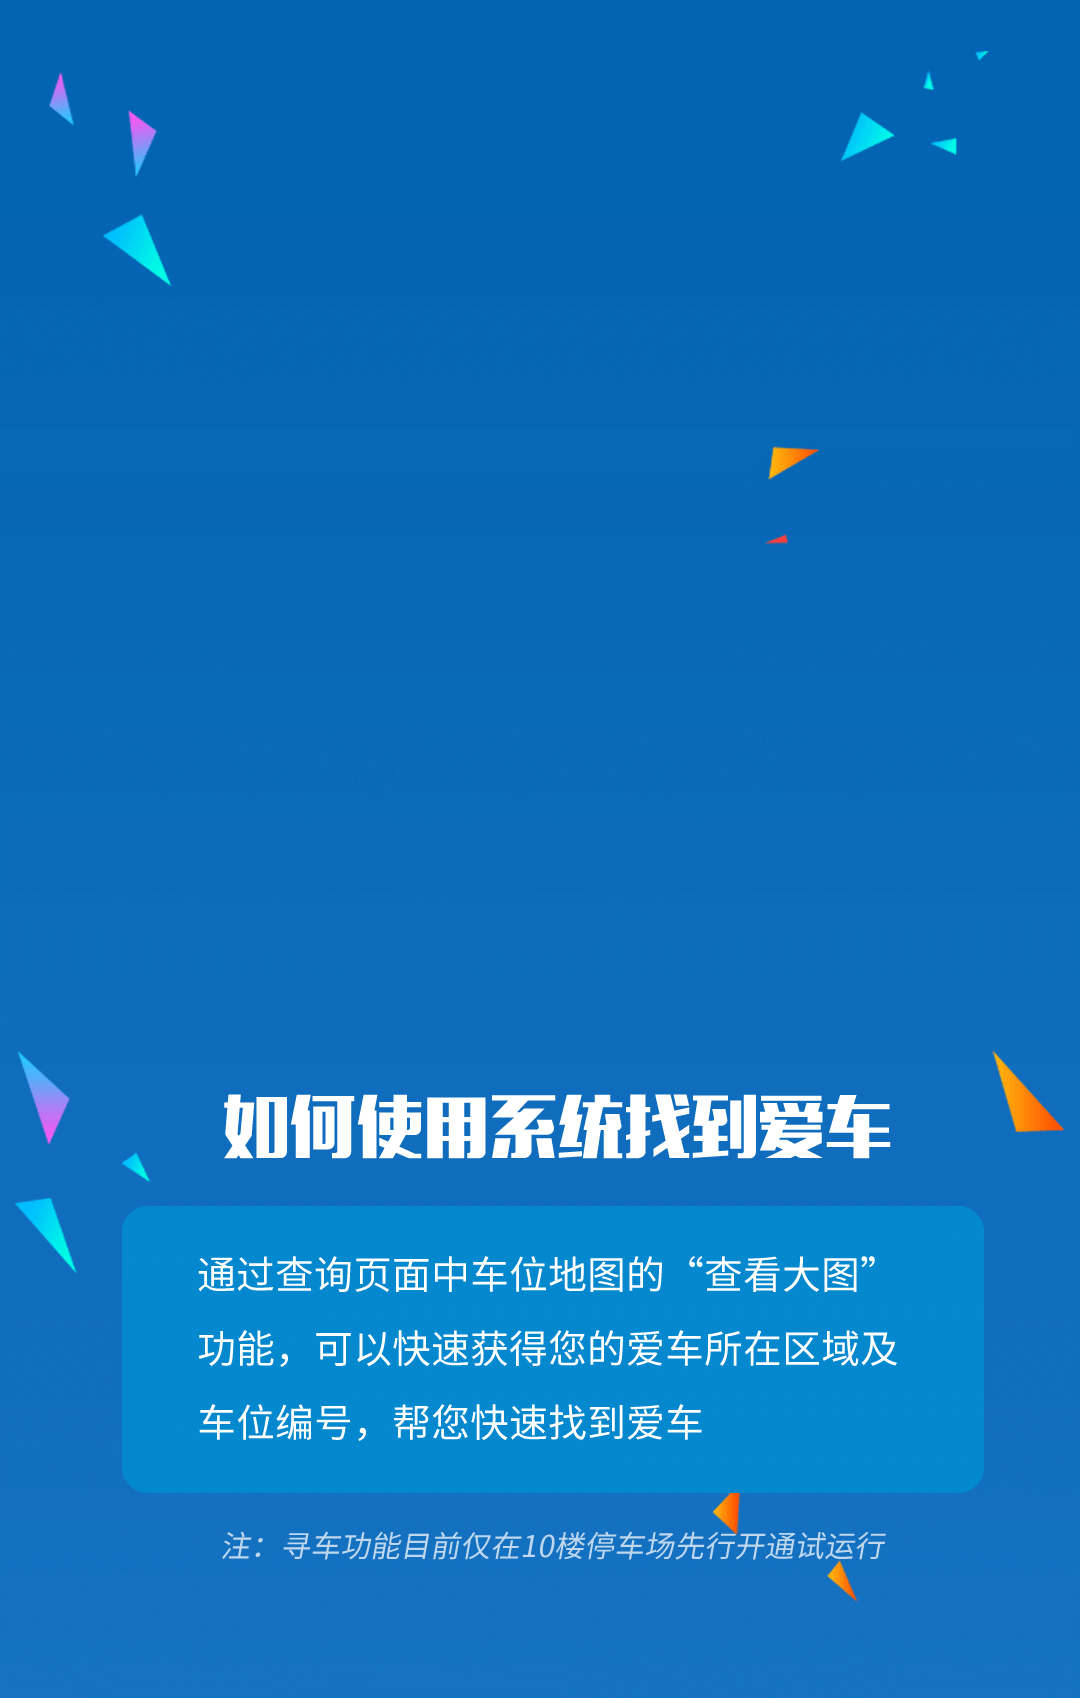 如何使用系统找到爱车
通过查询页面中车位地图的“查看大图”
功能，可以快速获得您的爱车所在区域及
车位编号，帮您快速找到爱车
注：寻车功能目前仅在10楼停车场先行开通试运行